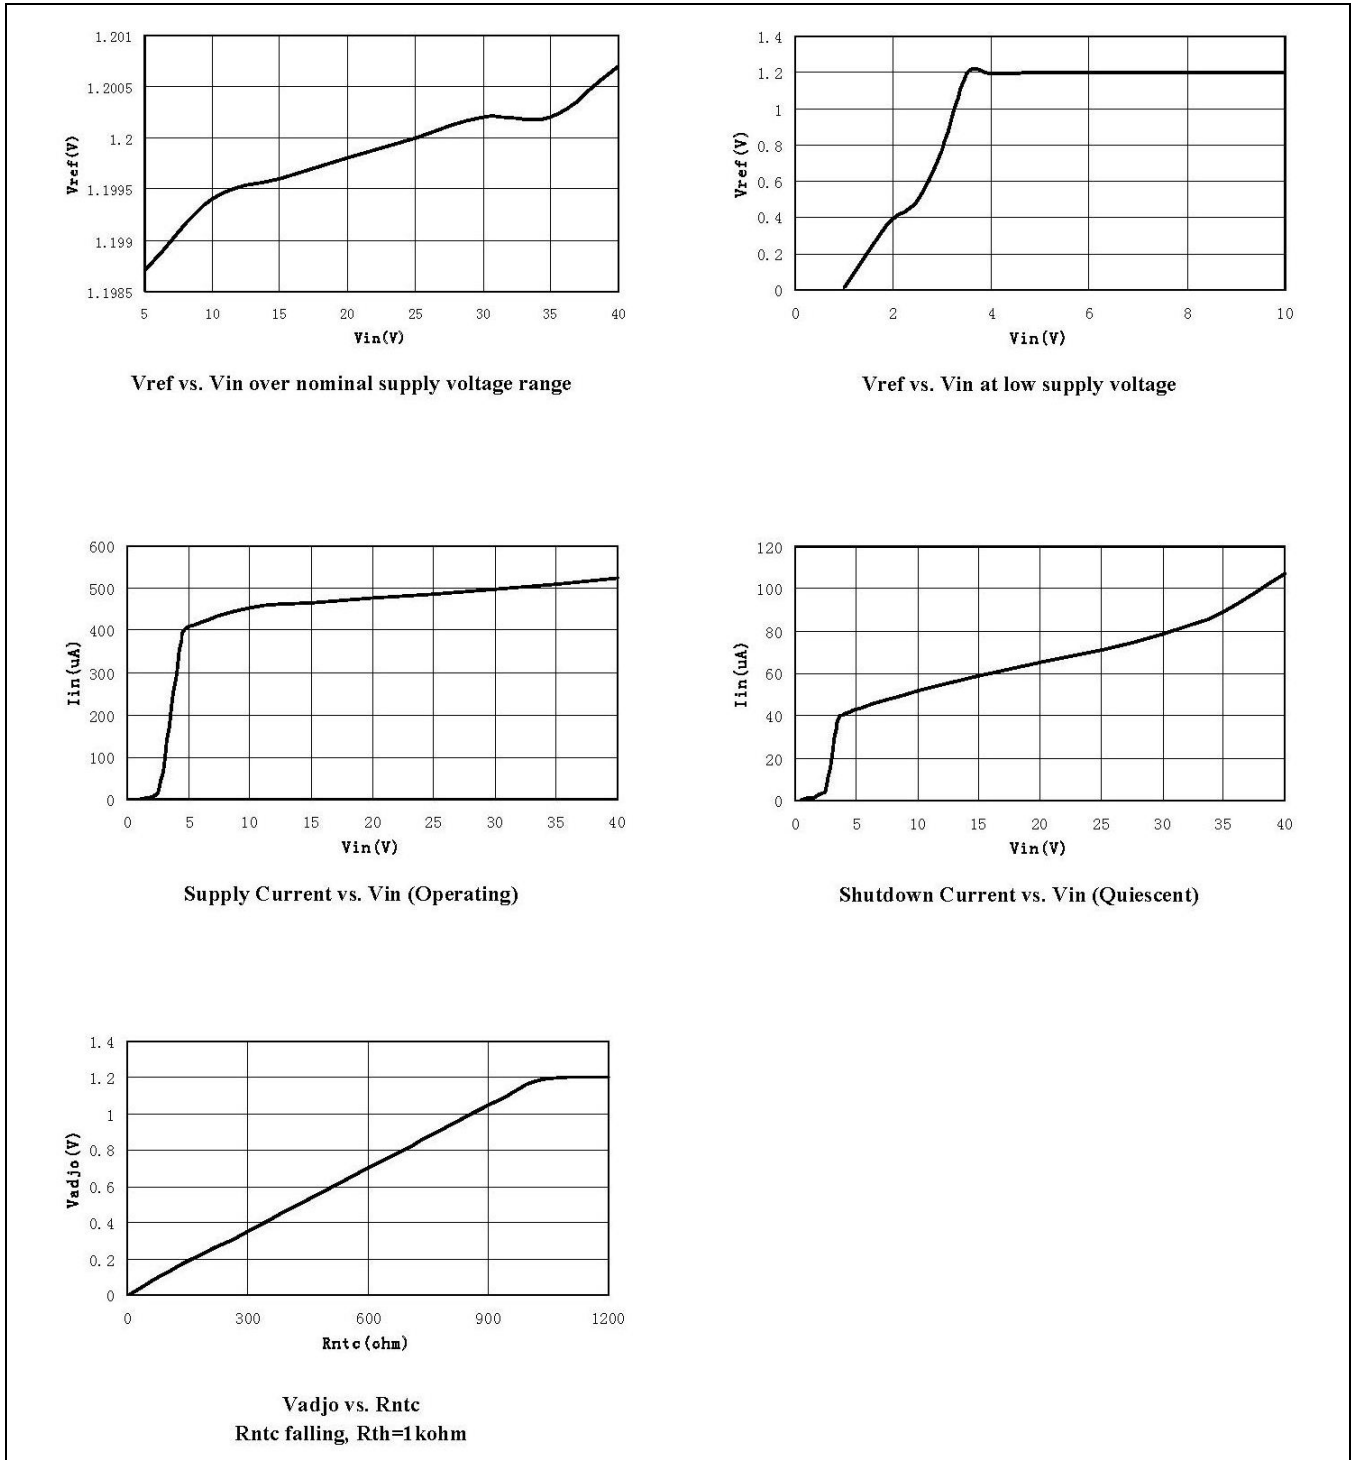 1.201
1.2005
1.2
1.1995
1.199
1.1985
Vref(V)
5 10 15 20 25 30 35 40
Vin(V)
Vref vs. Vin over nominal supply voltage range
1.4
1.2
1
0.8
0.6
0.4
0.2
0
Vref(V)
0 2 4 6 8 10
Vin(V)
Vref vs. Vin at low supply voltage
600
500
400
300
200
100
0
Iin(uA)
0 5 10 15 20 25 30 35 40
Vin(V)
Supply Current vs. Vin (Operating)
120
100
80
60
40
20
0
Iin(uA)
0 5 10 15 20 25 30 35 40
Vin(V)
Shutdown Current vs. Vin (Quiescent)
1.4
1.2
1
0.8
0.6
0.4
0.2
0
Vadjo(V)
0 300 600 900 1200
Rntc(ohm)
Vadjo vs. Rntc
Rntc falling, Rth=1kohm